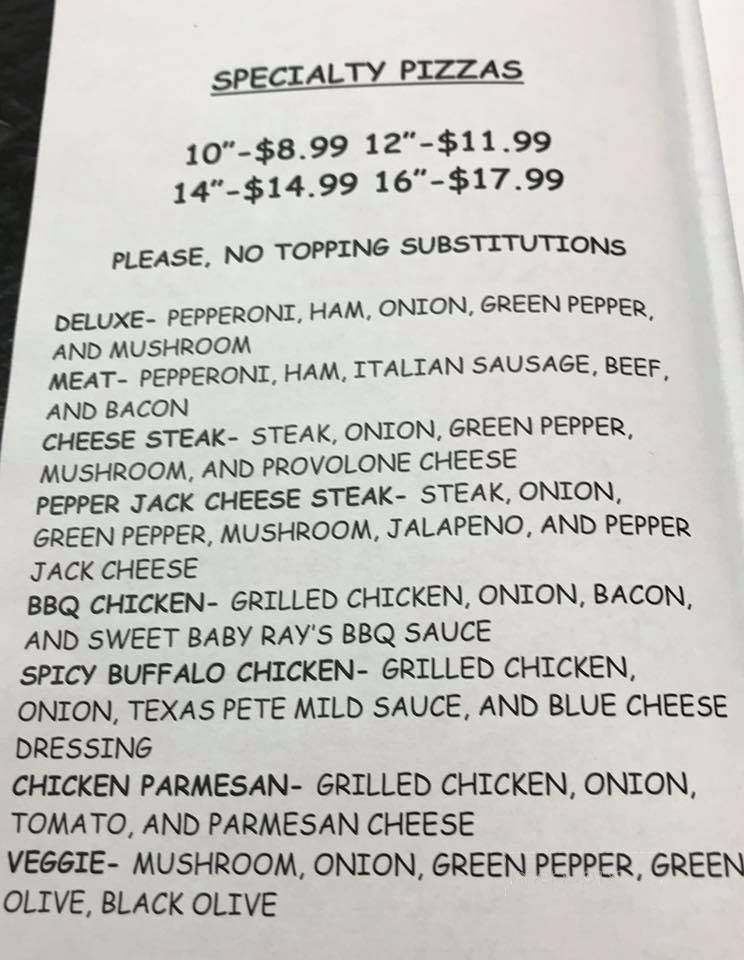 SPECIALTY PIZZAS
10"-$8.99 12"-$11.99
14"-$14.99 16"-$17.99
PLEASE, NO TOPPING SUBSTITUTIONS
DELUXE- PEPPERONI, HAM, ONION, GREEN PEPPER,
AND MUSHROOM
MEAT- PEPPERONI, HAM, ITALIAN SAUSAGE, BEEF,
AND BACON
CHEESE STEAK- STEAK, ONION, GREEN PEPPER,
MUSHROOM, AND PROVOLONE CHEESE
PEPPER JACK CHEESE STEAK- STEAK, ONION,
GREEN PEPPER, MUSHROOM, JALAPENO, AND PEPPER
JACK CHEESE
BBQ CHICKEN- GRILLED CHICKEN, ONION, BACON,
AND SWEET BABY RAY'S BBQ SAUCE
SPICY BUFFALO CHICKEN- GRILLED CHICKEN,
ONION, TEXAS PETE MILD SAUCE, AND BLUE CHEESE
DRESSING
CHICKEN PARMESAN- GRILLED CHICKEN, ONION,
TOMATO, AND PARMESAN CHEESE
VEGGIE- MUSHROOM, ONION, GREEN PEPPER, GREEN
OLIVE, BLACK OLIVE